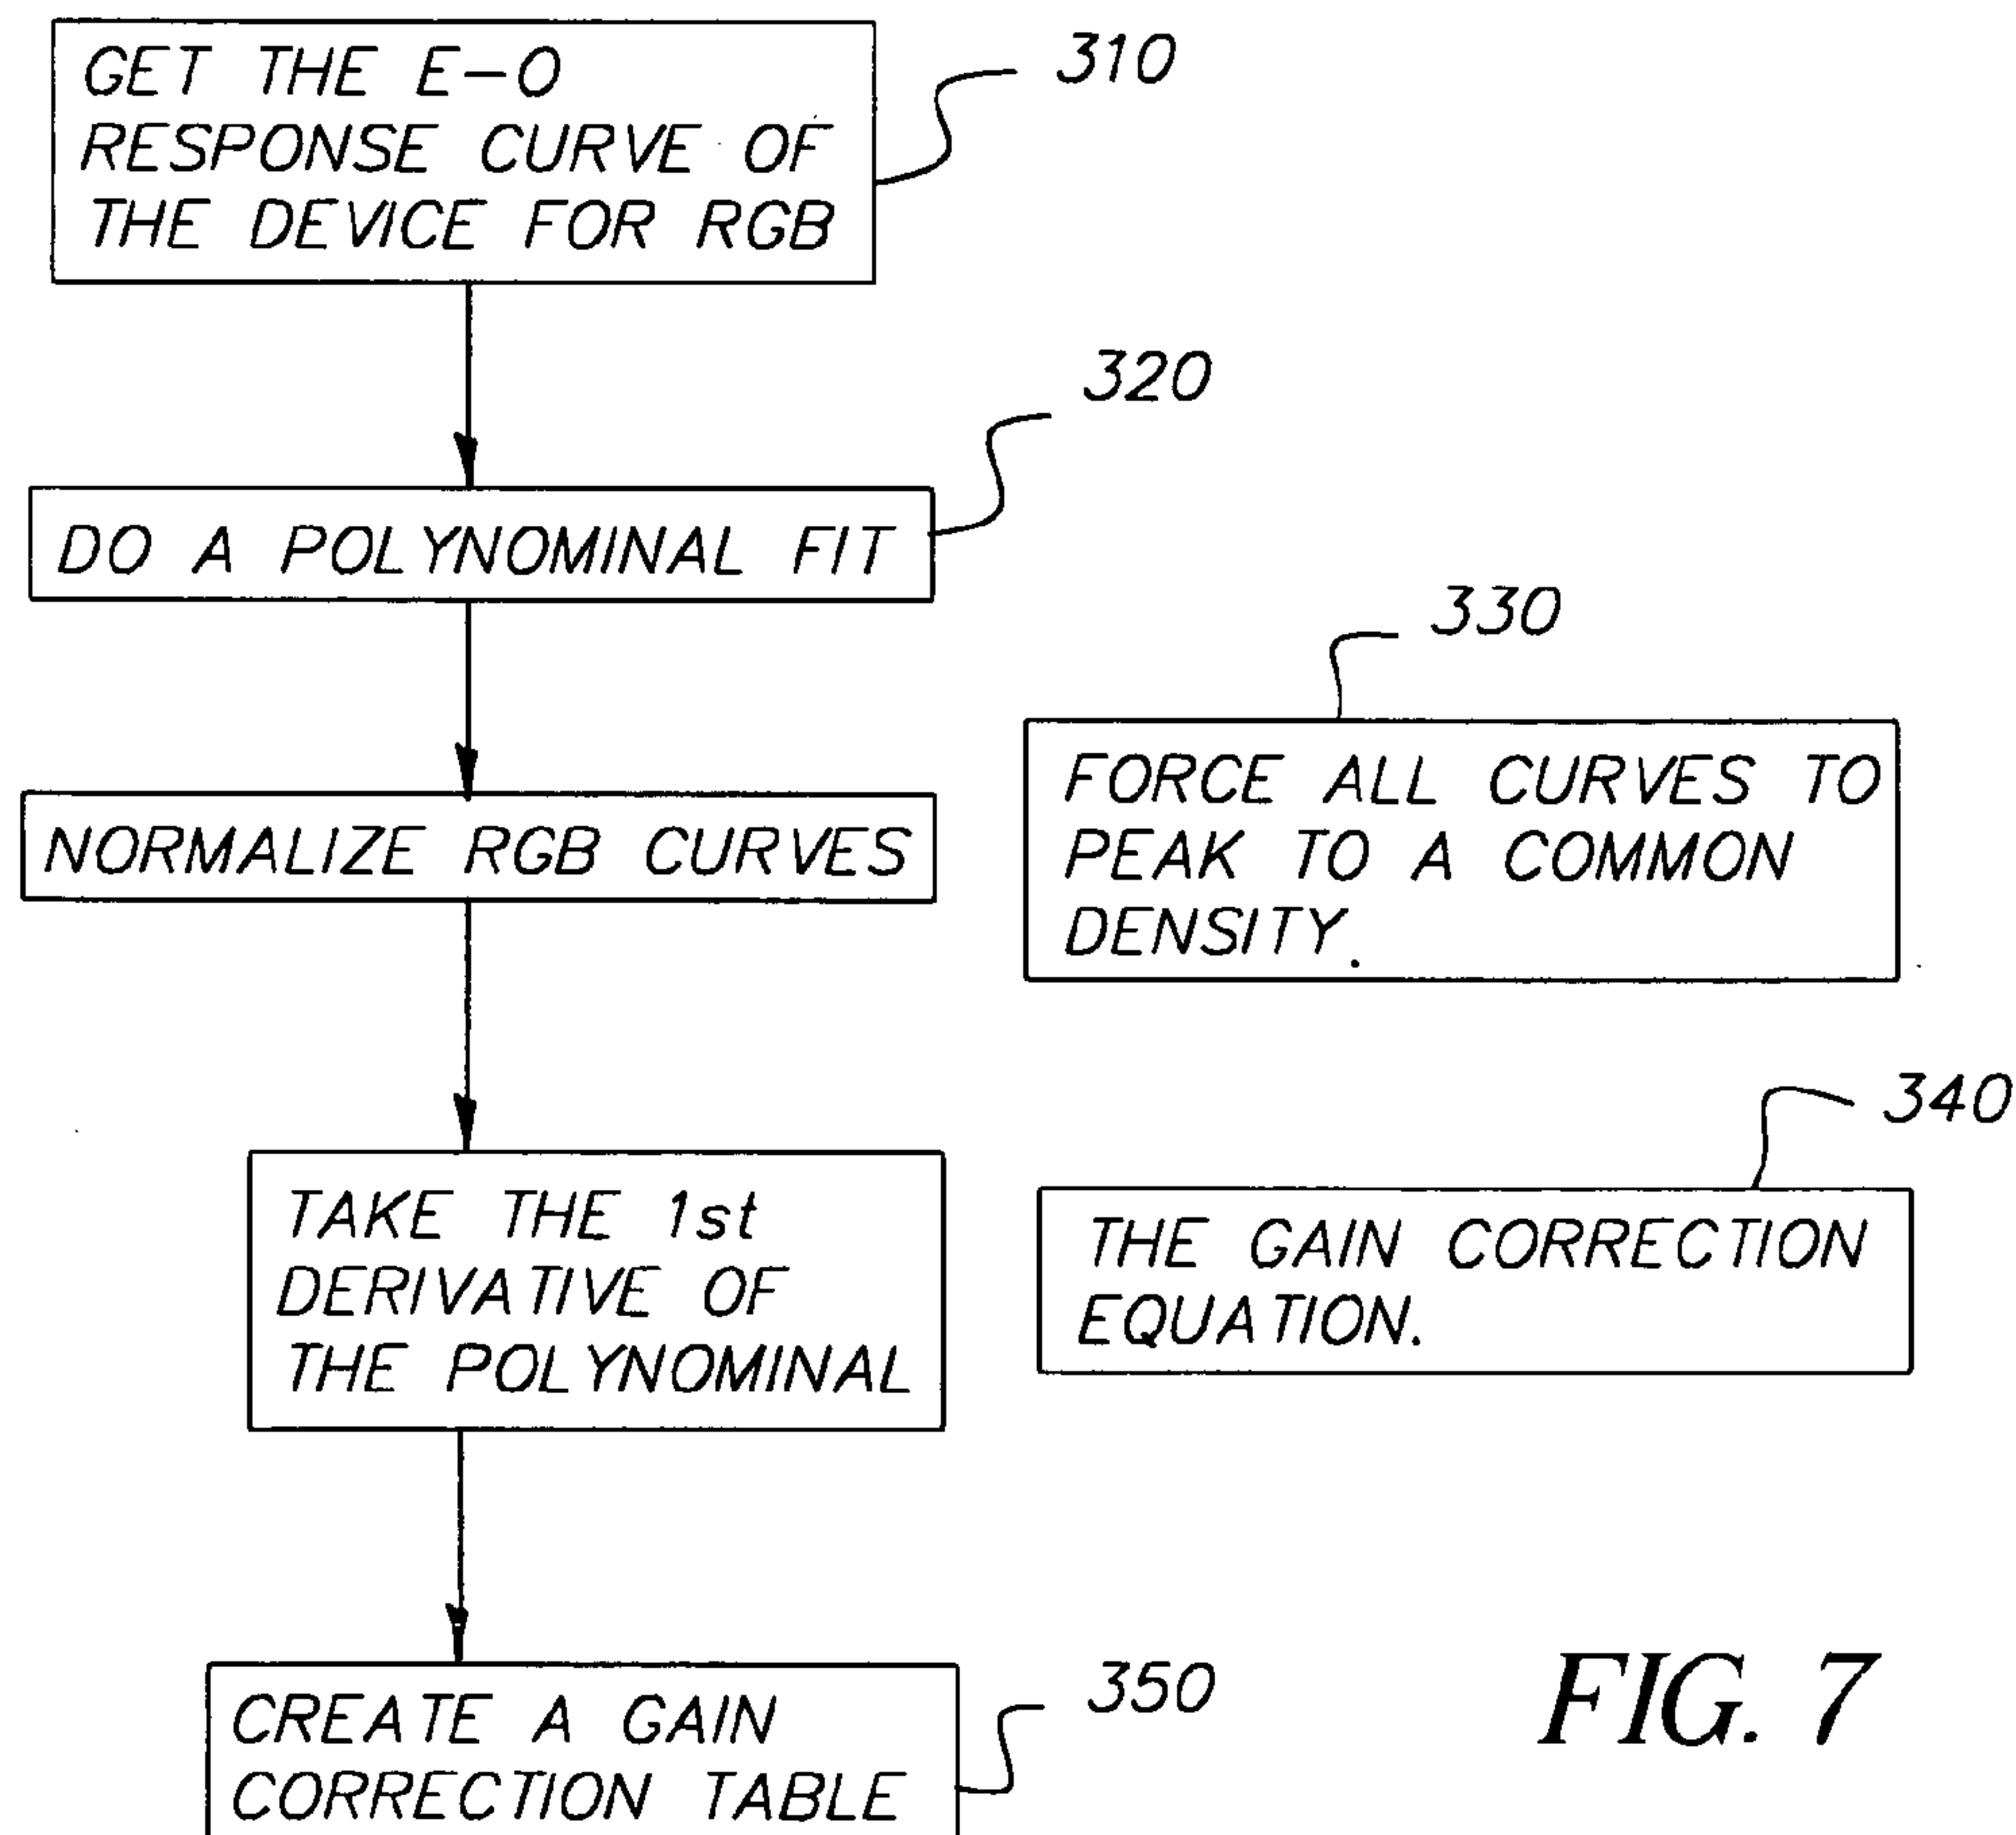 GET THE E-O
RESPONSE CURVE OF
THE DEVICE FOR RGB
310
320
DO A POLYNOMINAL FIT
330
NORMALIZE RGB CURVES
FORCE ALL CURVES TO
PEAK TO A COMMON
DENSITY.
340
TAKE THE 1st
DERIVATIVE OF
THE POLYNOMINAL
THE GAIN CORRECTION
EQUATION.
350
CREATE A GAIN
CORRECTION TABLE
FIG. 7